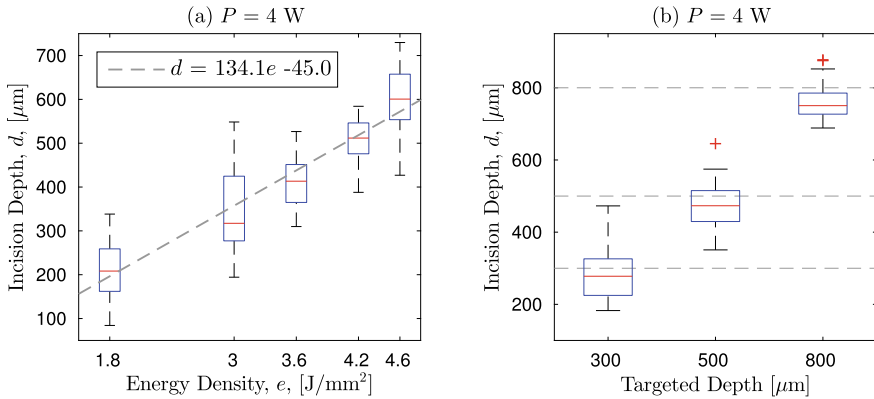 (a) P = 4 W
Incision Depth, d, [μm]
700
600
500
400
300
200
100
d = 134.1e -45.0
1.8
3
3.6
4.2
4.6
Energy Density, e, [J/mm²]
(b) P = 4 W
Incision Depth, d, [μm]
800
600
400
200
300
500
800
Targeted Depth [μm]